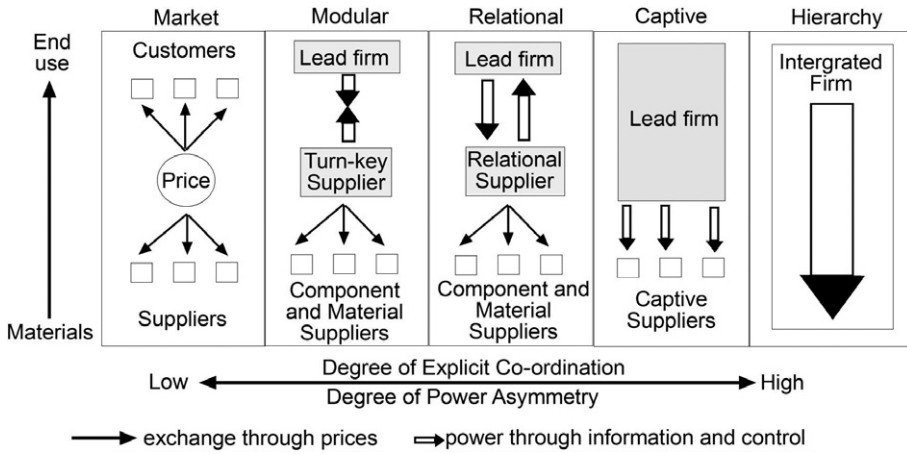 Market
Modular
Relational
Captive
Hierarchy
End
use
Materials
Customers
Price
Suppliers
Lead firm
Turn-key
Supplier
Component
and Material
Suppliers
Lead firm
Relational
Supplier
Component and
Material
Suppliers
Lead firm
Captive
Suppliers
Intergrated
Firm
Degree of Explicit Co-ordination
Low
High
Degree of Power Asymmetry
exchange through prices
power through information and control